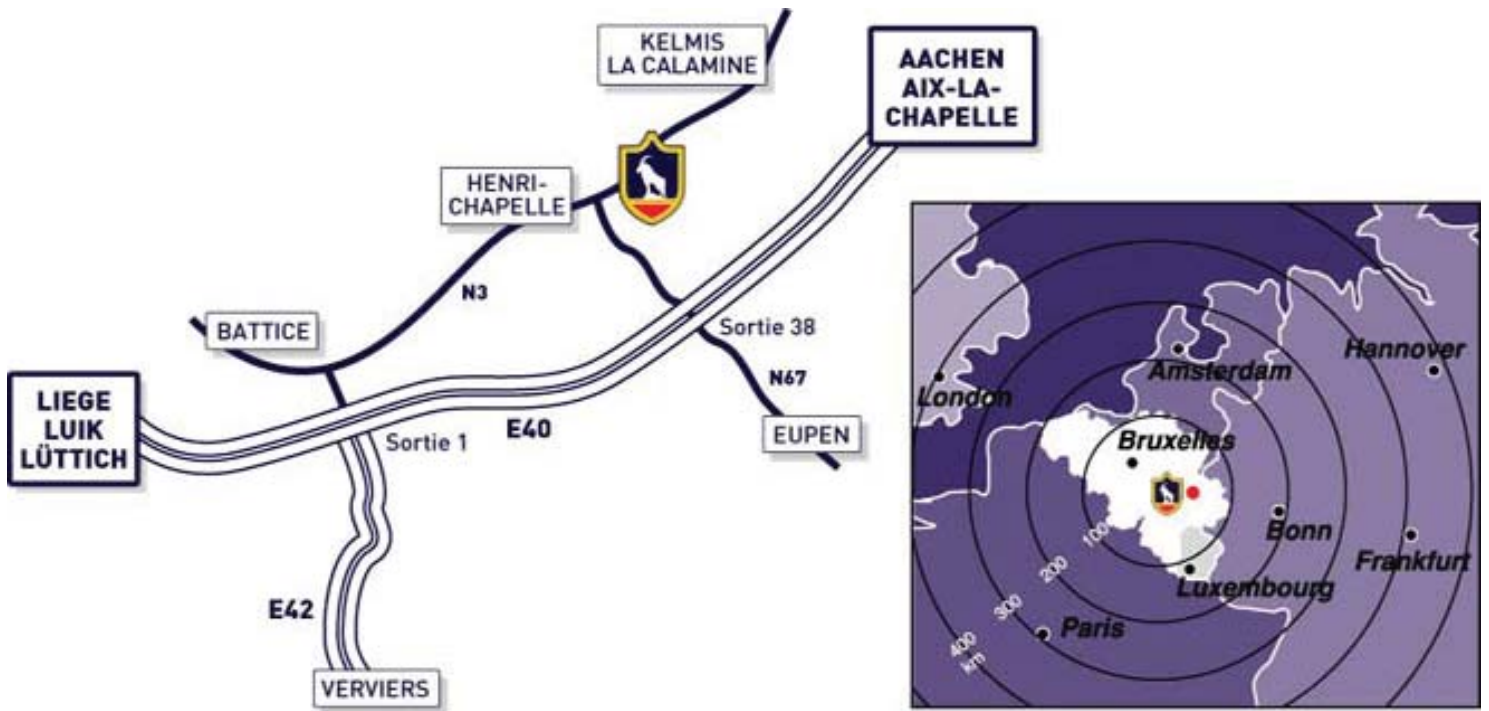 KELMIS
LA CALAMINE
AACHEN
AIX-LA-
CHAPELLE
HENRI-
CHAPELLE
N3
BATTICE
Sortie 38
N67
LIEGE
LUIK
LÜTTICH
E40
EUPEN
Sortie 1
E42
VERVIERS
Hannover
Amsterdam
London
Bruxelles
Bonn
Frankfurt
Luxembourg
Paris
100
200
300
400
km